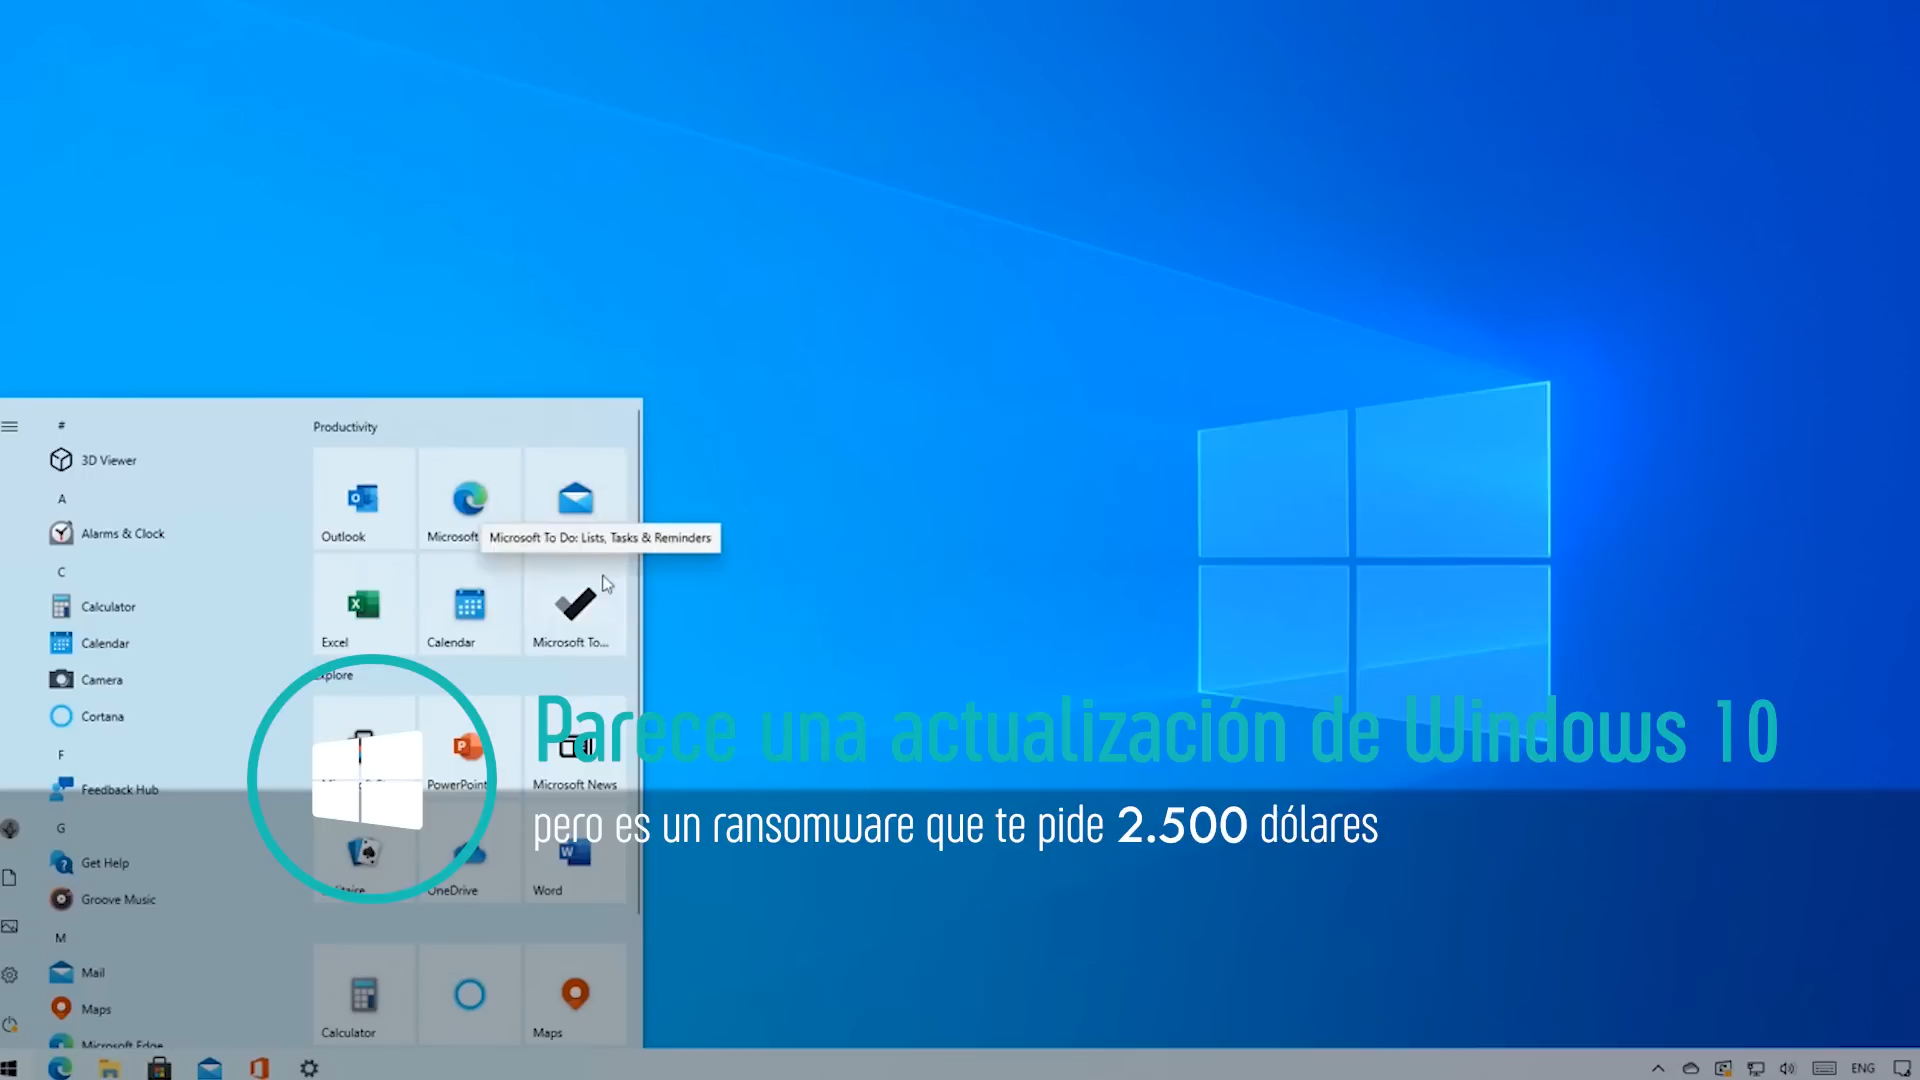 #
Productivity
3D Viewer
A
Alarms & Clock
Outlook
Microsoft
Microsoft To Do: Lists, Tasks & Reminders
C
Calculator
Excel
Calendar
Microsoft To...
Calendar
Explore
Camera
Cortana
F
Feedback Hub
PowerPoint
Microsoft News
Parece una actualización de Windows 10
pero es un ransomware que te pide 2.500 dólares
G
Get Help
Solitaire
OneDrive
Word
Groove Music
M
Mail
Maps
Calculator
Maps
Microsoft Edge
ENG